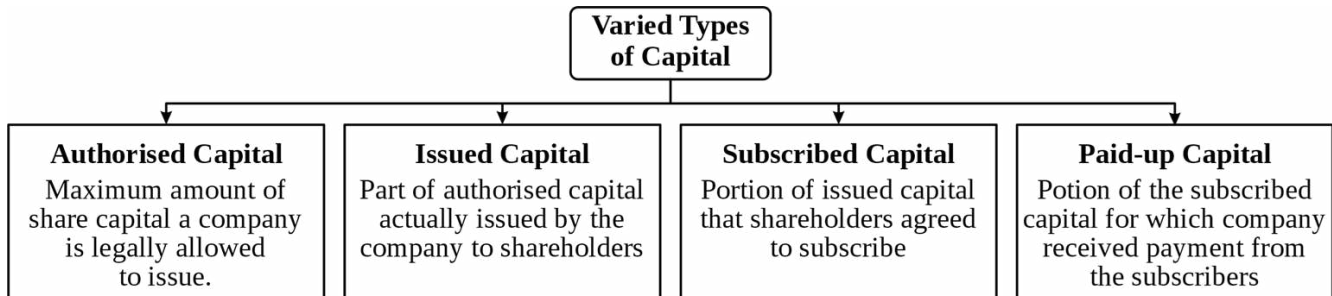 Varied Types
of Capital
Authorised Capital
Maximum amount of
share capital a company
is legally allowed
to issue.
Issued Capital
Part of authorised capital
actually issued by the
company to shareholders
Subscribed Capital
Portion of issued capital
that shareholders agreed
to subscribe
Paid-up Capital
Potion of the subscribed
capital for which company
received payment from
the subscribers